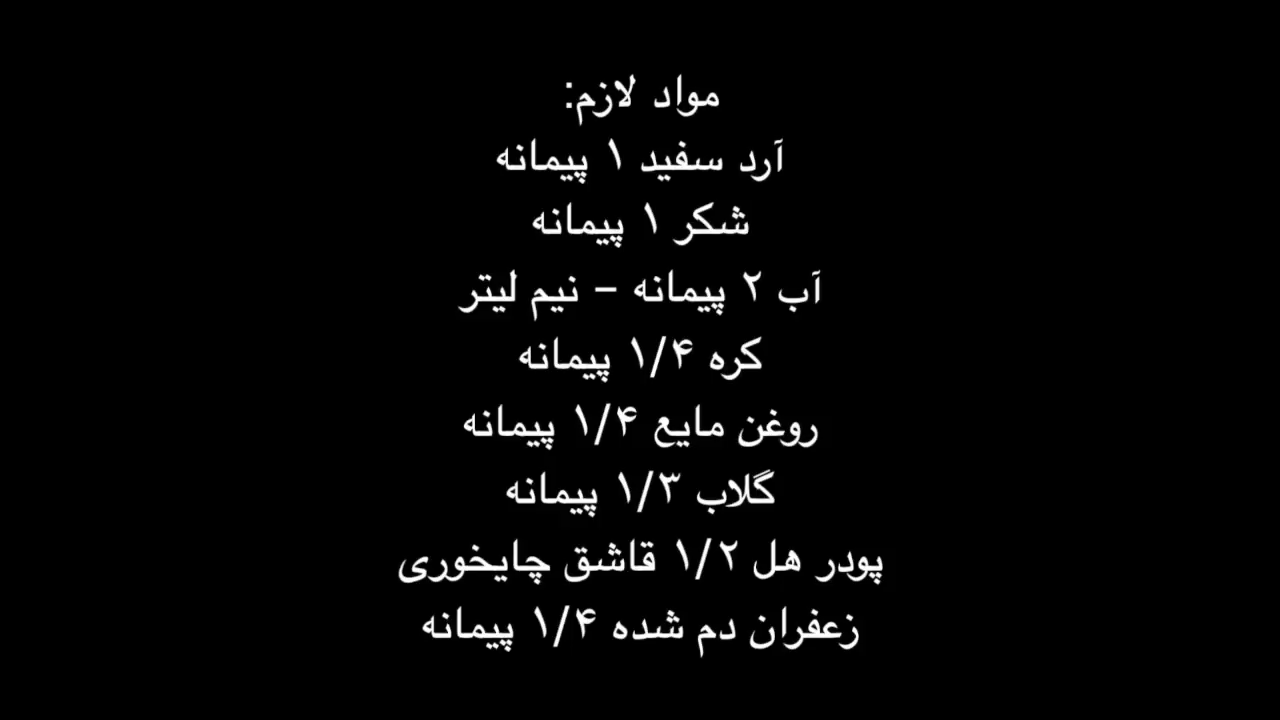 مواد لازم:
آرد سفید ۱ پیمانه
شکر ۱ پیمانه
آب ۲ پیمانه – نیم لیتر
کره ۱/۴ پیمانه
روغن مایع ۱/۴ پیمانه
گلاب ۱/۳ پیمانه
پودر هل ۱/۲ قاشق چایخوری
زعفران دم شده ۱/۴ پیمانه